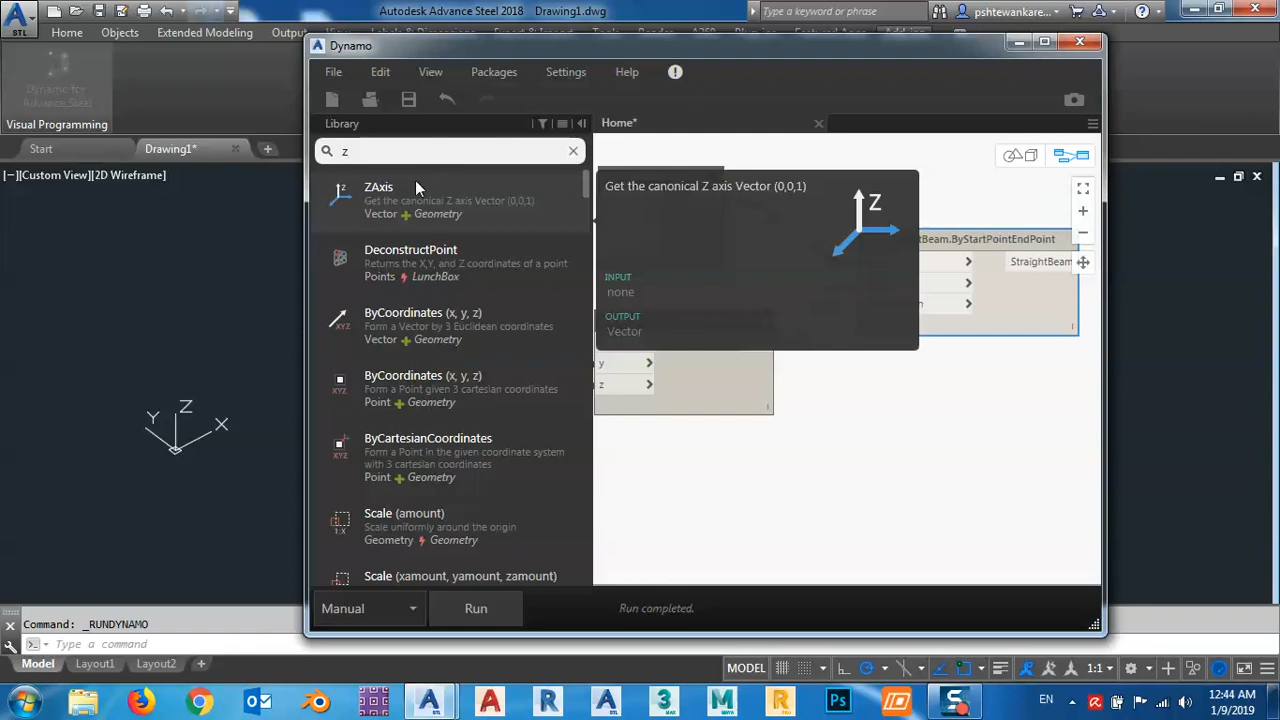 Autodesk Advance Steel 2018 Drawing1.dwg
Type a keyword or phrase
pshtewankare...
STL
Home Objects Extended Modeling
Dynamo
File Edit View Packages Settings Help
Dynamo for
Advance Steel
Visual Programming
Library
Home*
Start Drawing1*
z
[−][Custom View][2D Wireframe]
ZAxis
Get the canonical Z axis Vector (0,0,1)
Vector Geometry
Get the canonical Z axis Vector (0,0,1)
Z
INPUT
none
OUTPUT
Vector
tBeam.ByStartPointEndPoint
StraightBeam
n
DeconstructPoint
Returns the X,Y, and Z coordinates of a point
Points LunchBox
ByCoordinates (x, y, z)
Form a Vector by 3 Euclidean coordinates
Vector Geometry
y
z
ByCoordinates (x, y, z)
Form a Point given 3 cartesian coordinates
Point Geometry
ByCartesianCoordinates
Form a Point in the given coordinate system
with 3 cartesian coordinates
Point Geometry
Scale (amount)
Scale uniformly around the origin
Geometry Geometry
Scale (xamount, yamount, zamount)
Y Z X
Manual Run Run completed.
Command: _RUNDYNAMO
Type a command
Model Layout1 Layout2
MODEL 1:1
EN
12:44 AM
1/9/2019